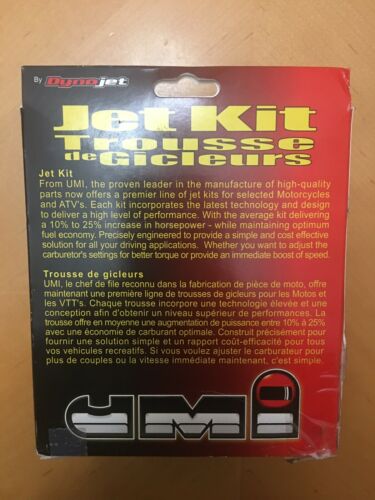 By Dynojet
Jet Kit
Trousse
de Gicleurs
Jet Kit
From UMI, the proven leader in the manufacture of high-quality
parts now offers a premier line of jet kits for selected Motorcycles
and ATV's. Each kit incorporates the latest technology and design
to deliver a high level of performance. With the average kit delivering
a 10% to 25% increase in horsepower - while maintaining optimum
fuel economy. Precisely engineered to provide a simple and cost effective
solution for all your driving applications. Whether you want to adjust the
carburetor's settings for better torque or provide an immediate boost of speed.
Trousse de gicleurs
UMI, le chef de file reconnu dans la fabrication de pièce de moto, offre
maintenant une première ligne de trousses de gicleurs pour les Motos et
les VTT's. Chaque trousse incorpore une technologie élevée et une
conception afin d'obtenir un niveau supérieur de performances. La
trousse offre en moyenne une augmentation de puissance entre 10% à 25%
avec une économie de carburant optimale. Construit précisément pour
fournir une solution simple et un rapport coût-efficacité pour tous
vos vehicules recreatifs. Si vous voulez ajuster le carburateur pour
plus de couples ou la vitesse immédiate maintenant, c'est simple.
UMI